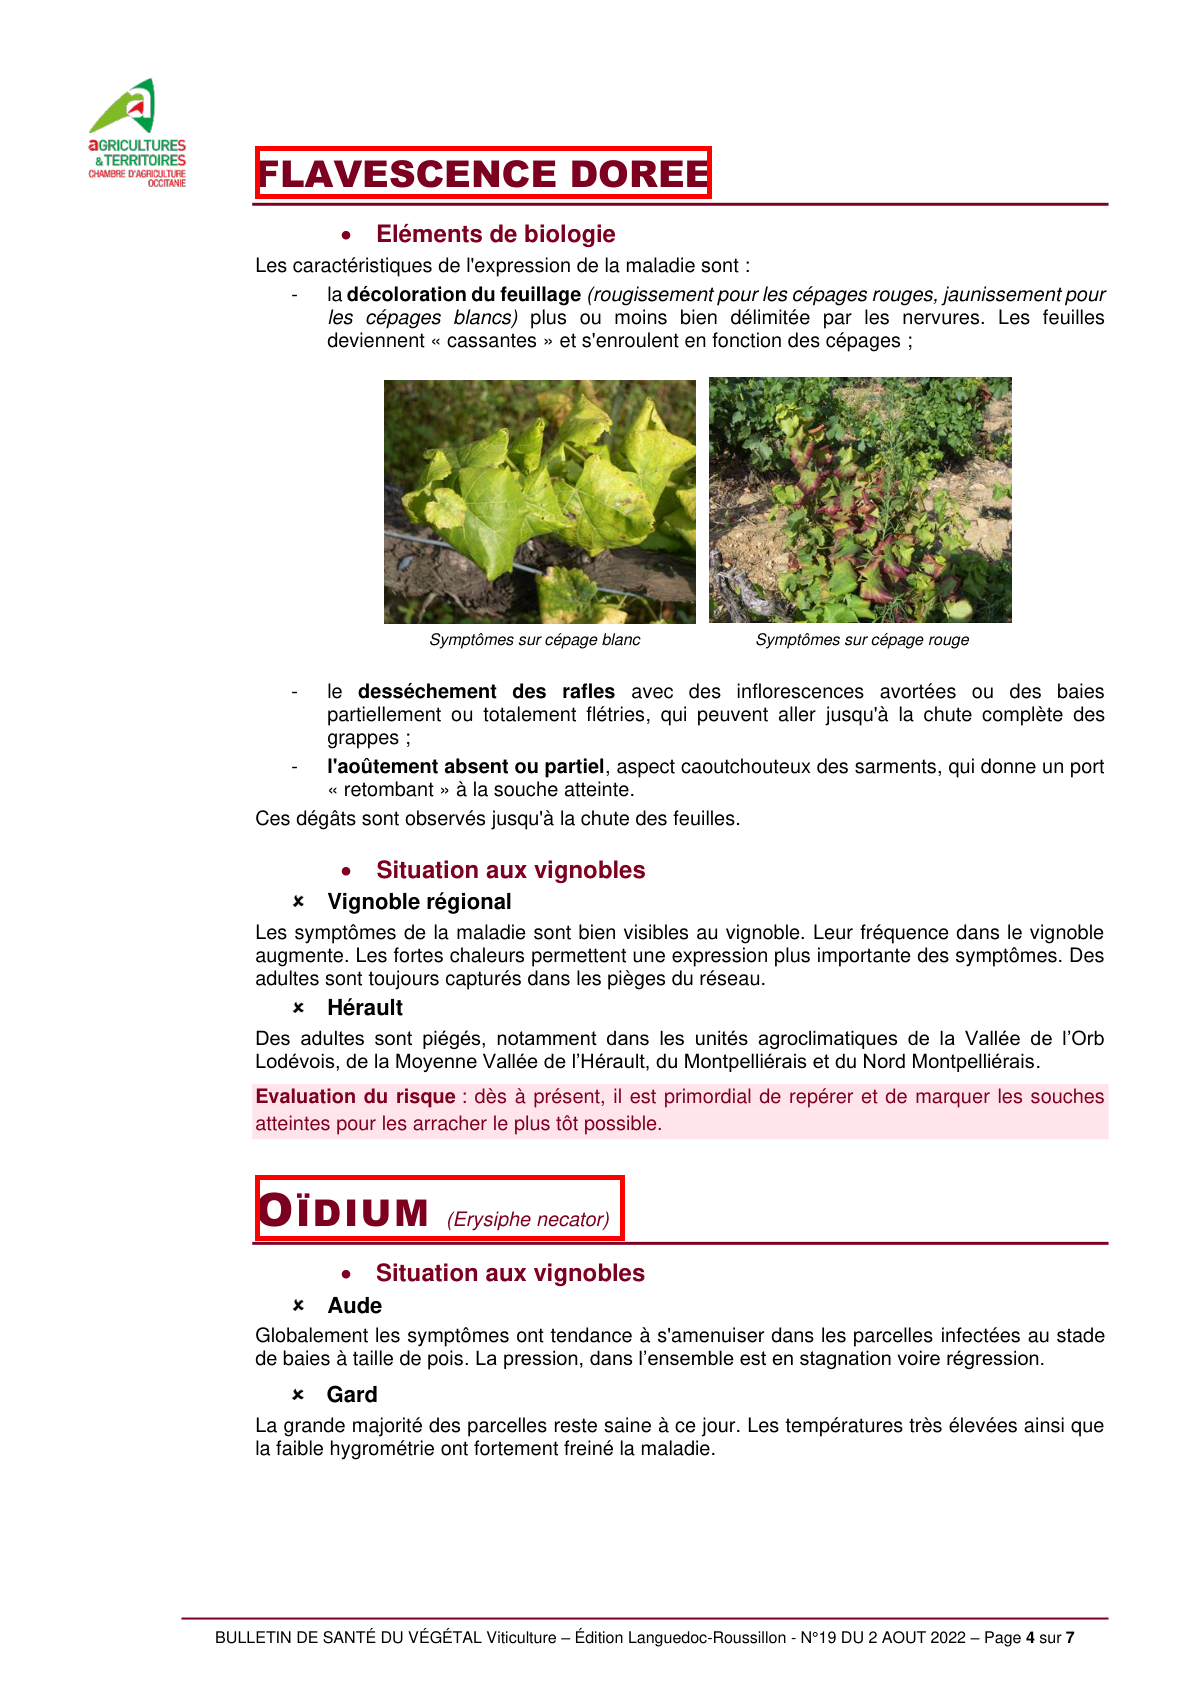 aGRICULTURES
& TERRITOIRES
CHAMBRE D'AGRICULTURE
OCCITANIE
FLAVESCENCE DOREE
• Eléments de biologie
Les caractéristiques de l'expression de la maladie sont :
- la décoloration du feuillage (rougissement pour les cépages rouges, jaunissement pour
les cépages blancs) plus ou moins bien délimitée par les nervures. Les feuilles
deviennent « cassantes » et s'enroulent en fonction des cépages ;
Symptômes sur cépage blanc
Symptômes sur cépage rouge
- le desséchement des rafles avec des inflorescences avortées ou des baies
partiellement ou totalement flétries, qui peuvent aller jusqu'à la chute complète des
grappes ;
- l'aoûtement absent ou partiel, aspect caoutchouteux des sarments, qui donne un port
« retombant » à la souche atteinte.
Ces dégâts sont observés jusqu'à la chute des feuilles.
• Situation aux vignobles
✘ Vignoble régional
Les symptômes de la maladie sont bien visibles au vignoble. Leur fréquence dans le vignoble
augmente. Les fortes chaleurs permettent une expression plus importante des symptômes. Des
adultes sont toujours capturés dans les pièges du réseau.
✘ Hérault
Des adultes sont piégés, notamment dans les unités agroclimatiques de la Vallée de l’Orb
Lodévois, de la Moyenne Vallée de l’Hérault, du Montpelliérais et du Nord Montpelliérais.
Evaluation du risque : dès à présent, il est primordial de repérer et de marquer les souches
atteintes pour les arracher le plus tôt possible.
OÏDIUM (Erysiphe necator)
• Situation aux vignobles
✘ Aude
Globalement les symptômes ont tendance à s'amenuiser dans les parcelles infectées au stade
de baies à taille de pois. La pression, dans l’ensemble est en stagnation voire régression.
✘ Gard
La grande majorité des parcelles reste saine à ce jour. Les températures très élevées ainsi que
la faible hygrométrie ont fortement freiné la maladie.
BULLETIN DE SANTÉ DU VÉGÉTAL Viticulture – Édition Languedoc-Roussillon - N°19 DU 2 AOUT 2022 – Page 4 sur 7